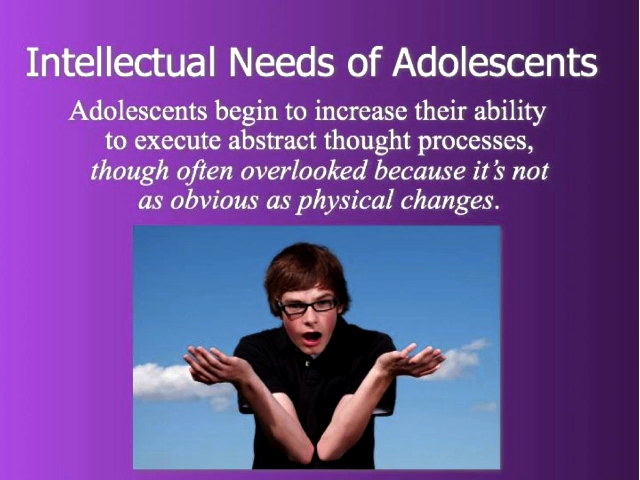 Intellectual Needs of Adolescents
Adolescents begin to increase their ability
to execute abstract thought processes,
though often overlooked because it's not
as obvious as physical changes.